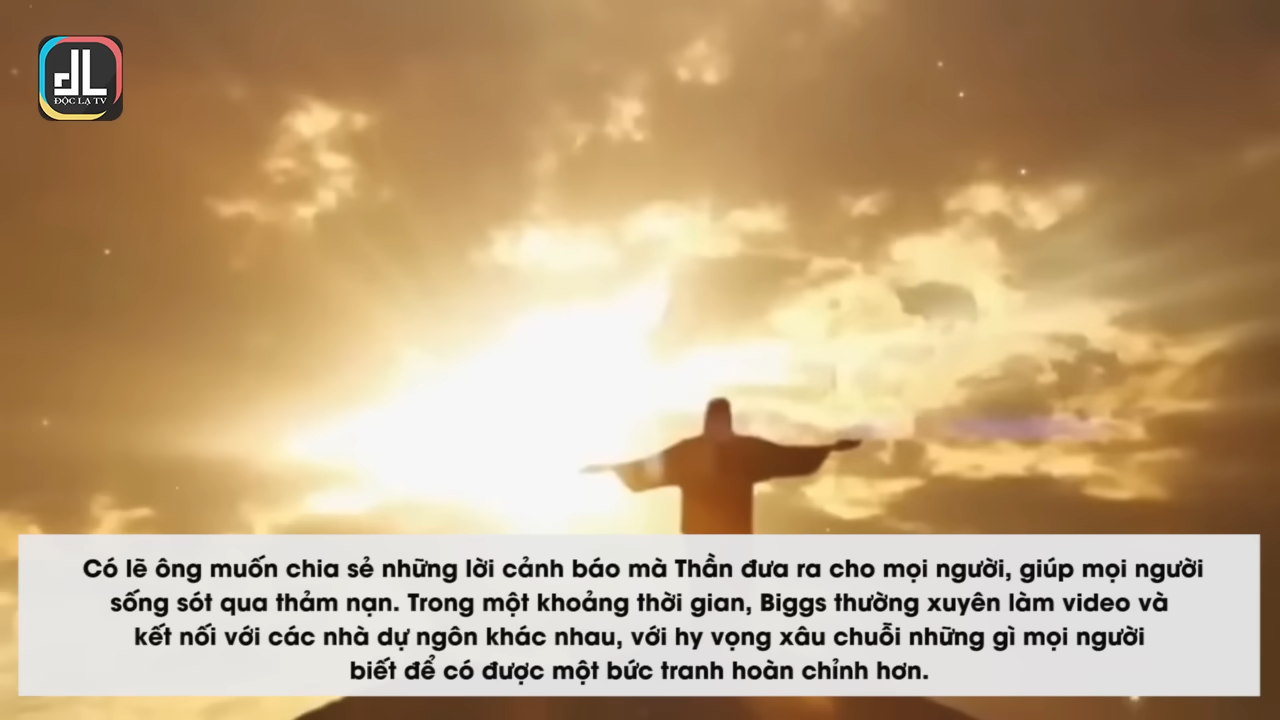 ĐỘC LẠ TV
Có lẽ ông muốn chia sẻ những lời cảnh báo mà Thần đưa ra cho mọi người, giúp mọi người
sống sót qua thảm nạn. Trong một khoảng thời gian, Biggs thường xuyên làm video và
kết nối với các nhà dự ngôn khác nhau, với hy vọng xâu chuỗi những gì mọi người
biết để có được một bức tranh hoàn chỉnh hơn.